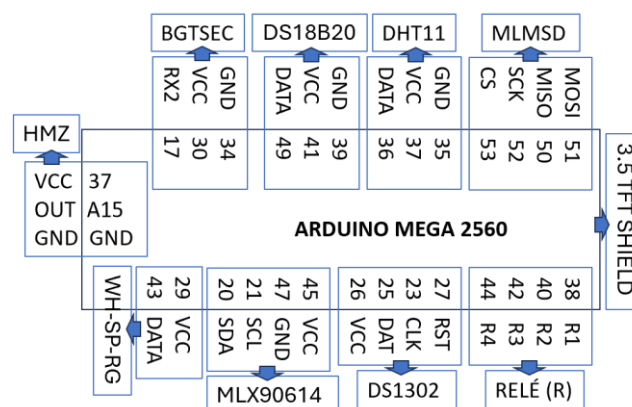 BGTSEC
DS18B20
DHT11
MLMSD
RX2 VCC GND
17 30 34
DATA VCC GND
49 41 39
DATA VCC GND
36 37 35
CS SCK MISO MOSI
53 52 50 51
HMZ
VCC 37
OUT A15
GND GND
ARDUINO MEGA 2560
3.5 TFT SHIELD
WH-SP-RG
43 29
DATA VCC
20 21 47 45
SDA SCL GND VCC
26 25 23 27
VCC DAT CLK RST
44 42 40 38
R4 R3 R2 R1
MLX90614
DS1302
RELÉ (R)